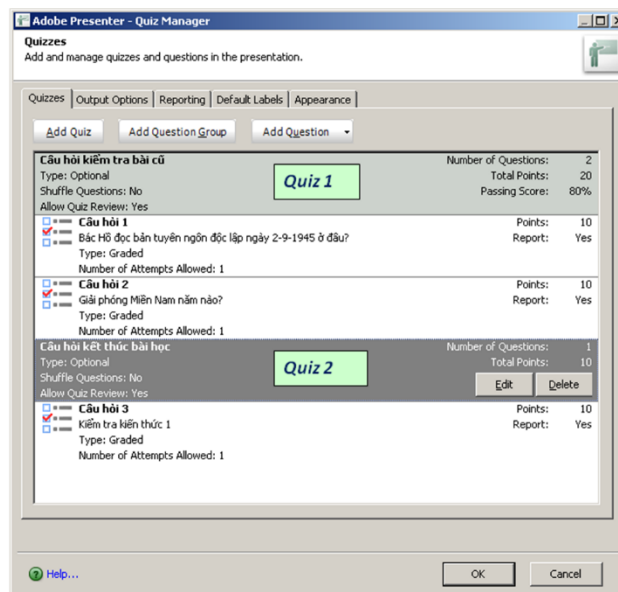 Adobe Presenter - Quiz Manager
Quizzes
Add and manage quizzes and questions in the presentation.
Quizzes Output Options Reporting Default Labels Appearance
Add Quiz Add Question Group Add Question
Câu hỏi kiểm tra bài cũ Number of Questions: 2
Type: Optional Quiz 1 Total Points: 20
Shuffle Questions: No Passing Score: 80%
Allow Quiz Review: Yes
Câu hỏi 1 Points: 10
Bác Hồ đọc bản tuyên ngôn độc lập ngày 2-9-1945 ở đâu? Report: Yes
Type: Graded
Number of Attempts Allowed: 1
Câu hỏi 2 Points: 10
Giải phóng Miền Nam năm nào? Report: Yes
Type: Graded
Number of Attempts Allowed: 1
Câu hỏi kết thúc bài học Number of Questions: 1
Type: Optional Quiz 2 Total Points: 10
Shuffle Questions: No Edit Delete
Allow Quiz Review: Yes
Câu hỏi 3 Points: 10
Kiểm tra kiến thức 1 Report: Yes
Type: Graded
Number of Attempts Allowed: 1
Help... OK Cancel